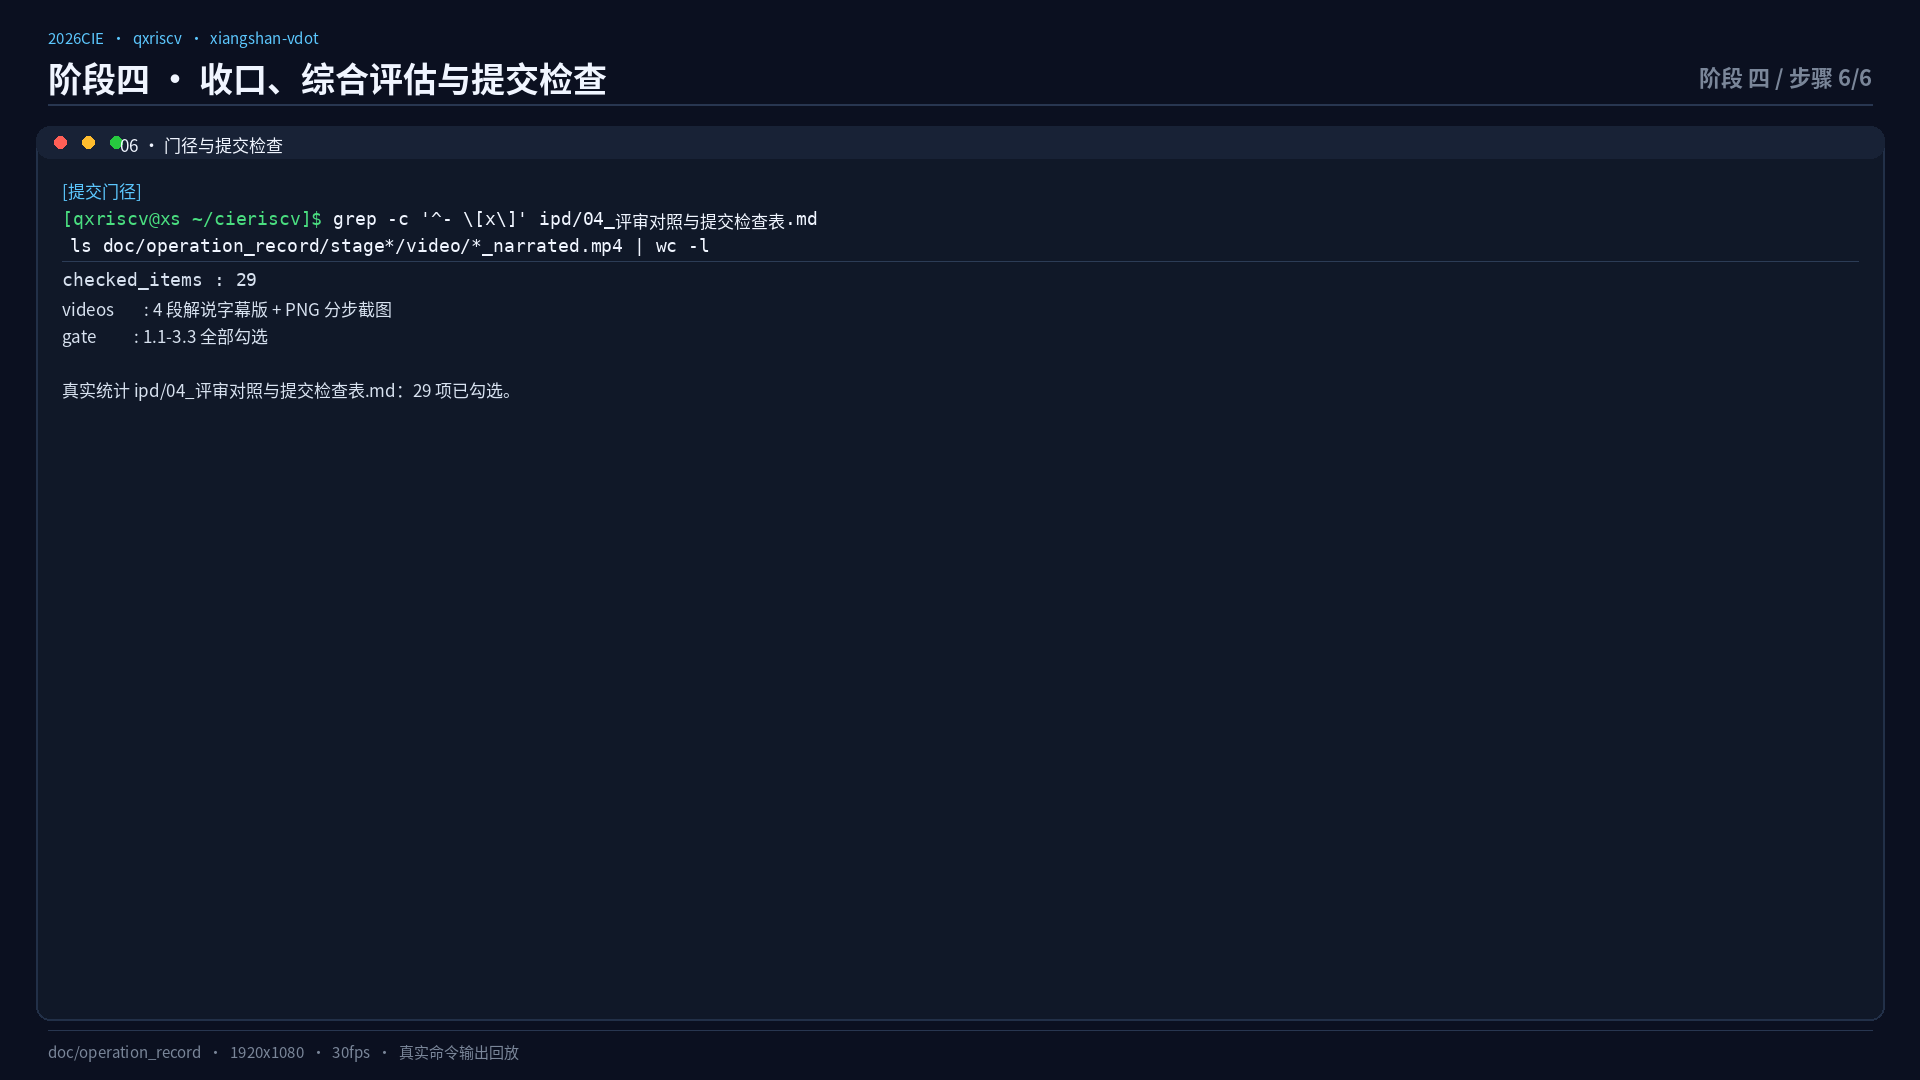 2026CIE · qxriscv · xiangshan-vdot
阶段四 · 收口、综合评估与提交检查
阶段 四 / 步骤 6/6
06 · 门径与提交检查
[提交门径]
[qxriscv@xs ~/cieriscv]$ grep -c '^- \[x\]' ipd/04_评审对照与提交检查表.md
ls doc/operation_record/stage*/video/*_narrated.mp4 | wc -l
checked_items : 29
videos : 4 段解说字幕版 + PNG 分步截图
gate : 1.1-3.3 全部勾选
真实统计 ipd/04_评审对照与提交检查表.md：29 项已勾选。
doc/operation_record · 1920x1080 · 30fps · 真实命令输出回放